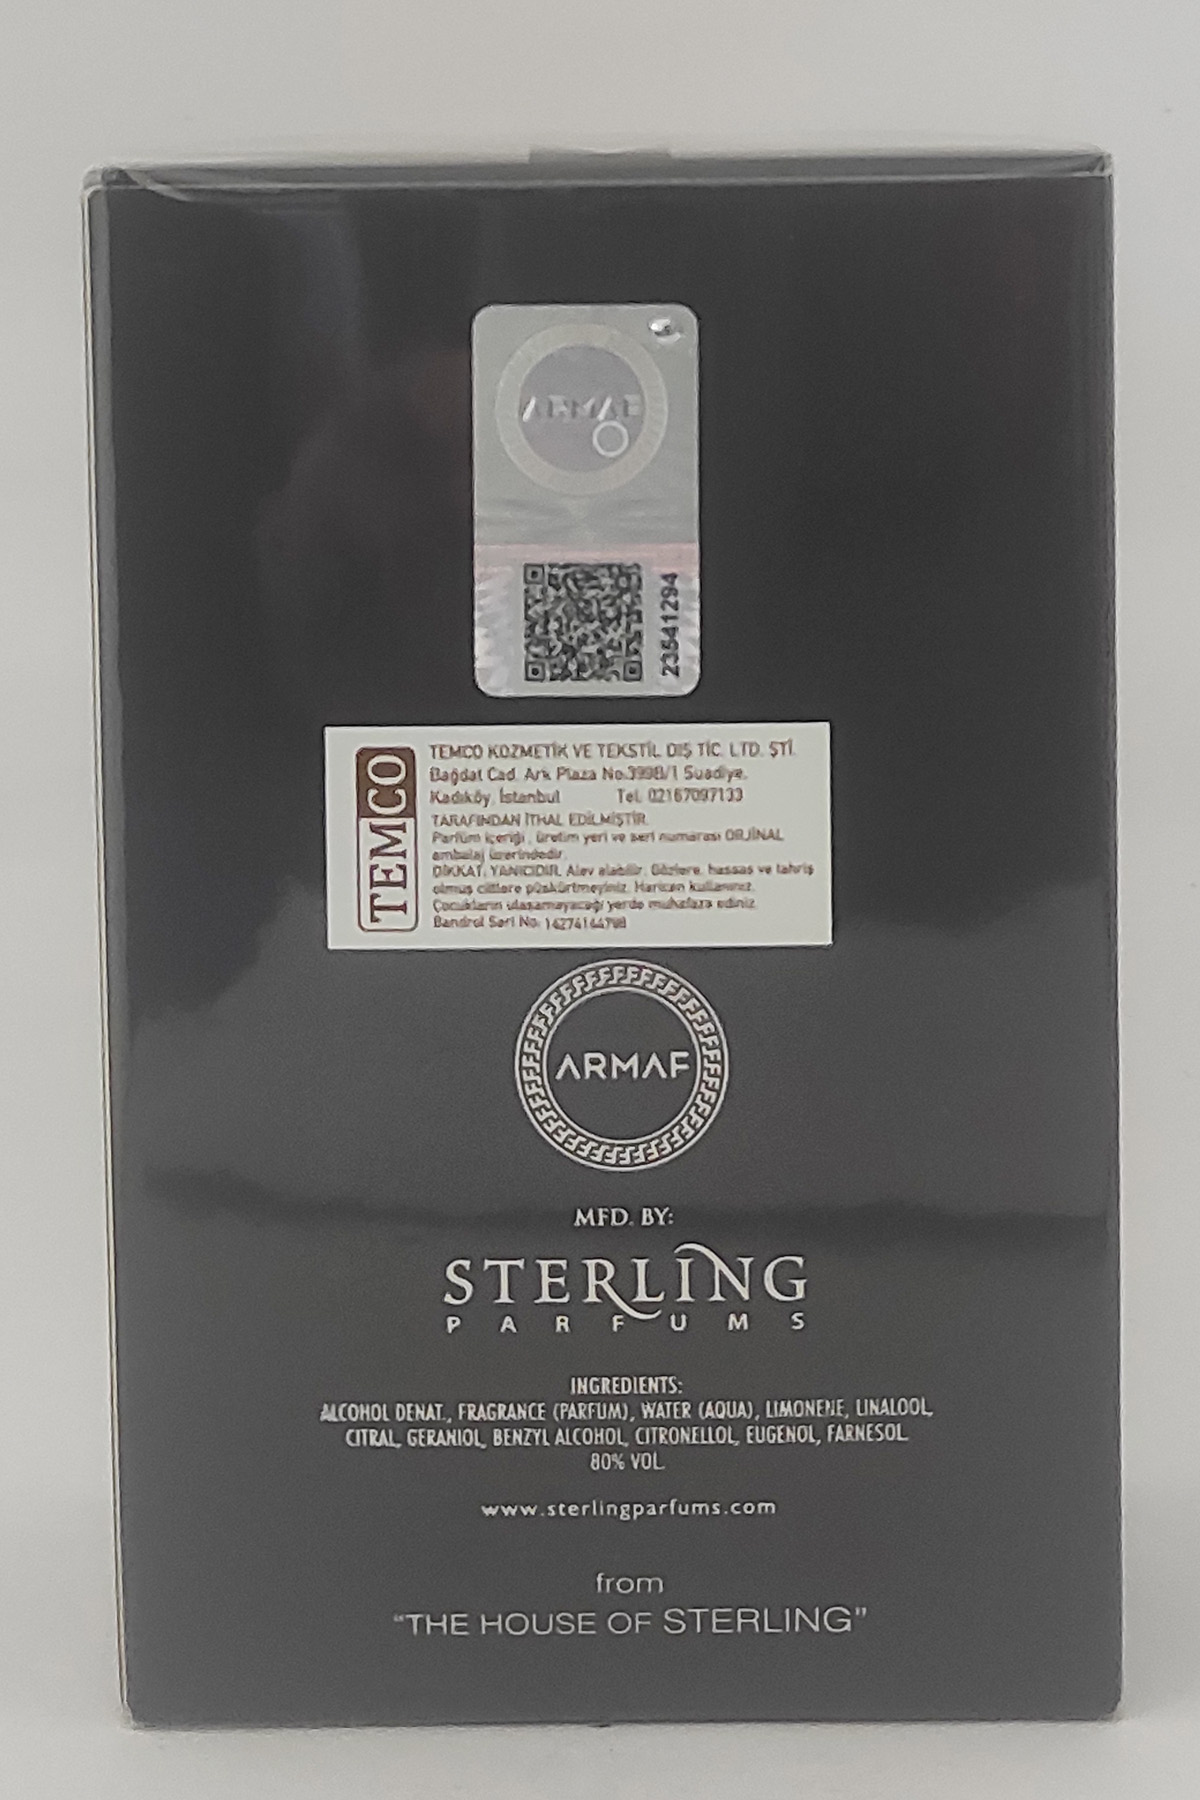 ARMAF
23541294
TEMCO
TEMCO KOZMETİK VE TEKSTİL DIŞ TİC. LTD. ŞTİ.
Bağdat Cad. Ark Plaza No:399B/1 Suadiye,
Kadıköy, İstanbul Tel. 02167097133
TARAFINDAN İTHAL EDİLMİŞTİR.
Parfüm içeriği, üretim yeri ve seri numarası ORJİNAL
ambalaj üzerindedir.
DİKKAT, YANICIDIR. Alev alabilir. Gözlere, hassas ve tahriş
olmuş ciltlere püskürtmeyiniz. Haricen kullanınız.
Çocukların ulaşamayacağı yerde muhafaza ediniz.
Bandrol Seri No: 14274144798
ARMAF
MFD. BY:
STERLING
PARFUMS
INGREDIENTS:
ALCOHOL DENAT., FRAGRANCE (PARFUM), WATER (AQUA), LIMONENE, LINALOOL,
CITRAL, GERANIOL, BENZYL ALCOHOL, CITRONELLOL, EUGENOL, FARNESOL.
80% VOL.
www.sterlingparfums.com
from
"THE HOUSE OF STERLING"